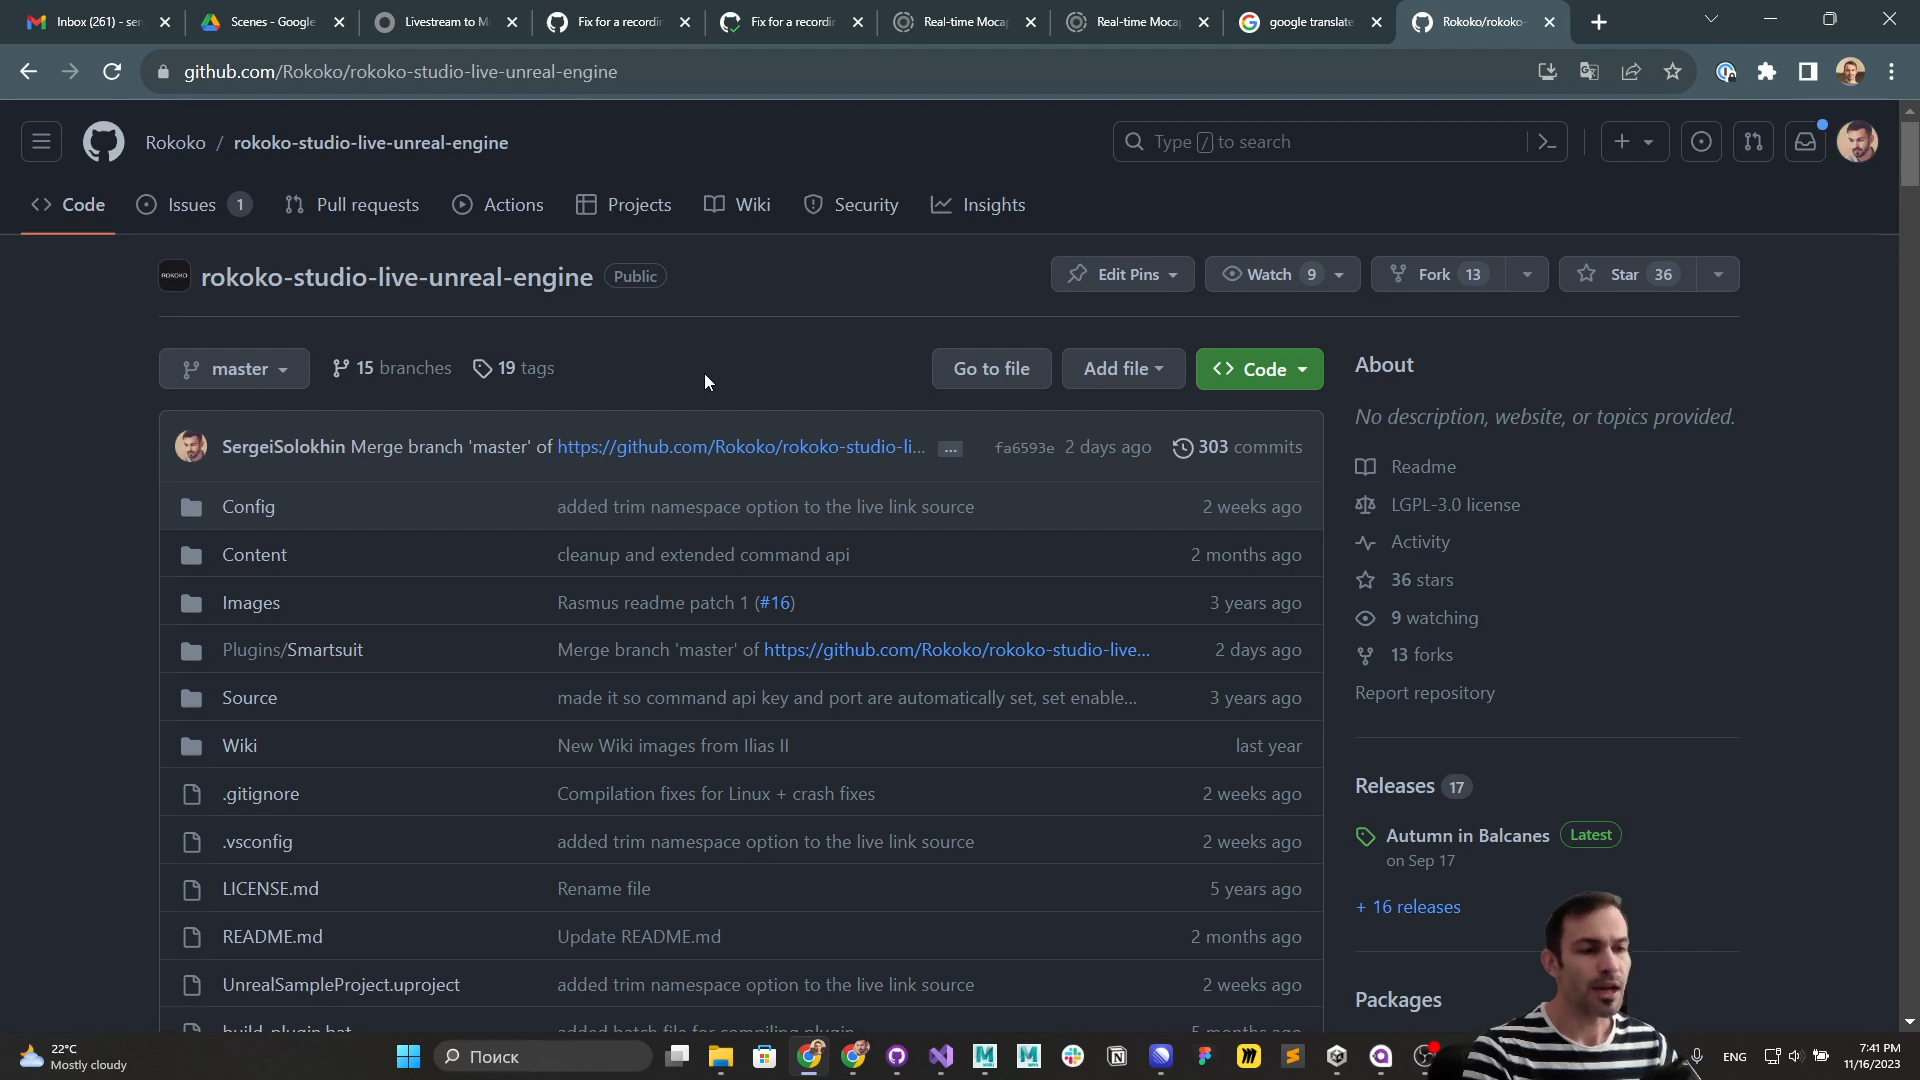 Inbox (261) - ser
Scenes - Google
Livestream to M
Fix for a recordin
Fix for a recordin
Real-time Mocap
Real-time Mocap
google translate
Rokoko/rokoko-
github.com/Rokoko/rokoko-studio-live-unreal-engine
Rokoko / rokoko-studio-live-unreal-engine
Type / to search
Code
Issues 1
Pull requests
Actions
Projects
Wiki
Security
Insights
ROKOKO
rokoko-studio-live-unreal-engine
Public
Edit Pins
Watch 9
Fork 13
Star 36
master
15 branches
19 tags
Go to file
Add file
Code
SergeiSolokhin Merge branch 'master' of https://github.com/Rokoko/rokoko-studio-li... ... fa6593e 2 days ago 303 commits
Config added trim namespace option to the live link source 2 weeks ago
Content cleanup and extended command api 2 months ago
Images Rasmus readme patch 1 (#16) 3 years ago
Plugins/Smartsuit Merge branch 'master' of https://github.com/Rokoko/rokoko-studio-live... 2 days ago
Source made it so command api key and port are automatically set, set enable... 3 years ago
Wiki New Wiki images from Ilias II last year
.gitignore Compilation fixes for Linux + crash fixes 2 weeks ago
.vsconfig added trim namespace option to the live link source 2 weeks ago
LICENSE.md Rename file 5 years ago
README.md Update README.md 2 months ago
UnrealSampleProject.uproject added trim namespace option to the live link source 2 weeks ago
build_plugin.bat added batch file for compiling plugin 5 months ago
About
No description, website, or topics provided.
Readme
LGPL-3.0 license
Activity
36 stars
9 watching
13 forks
Report repository
Releases 17
Autumn in Balcanes Latest
on Sep 17
+ 16 releases
Packages
22°C
Mostly cloudy
Поиск
ENG
7:41 PM
11/16/2023